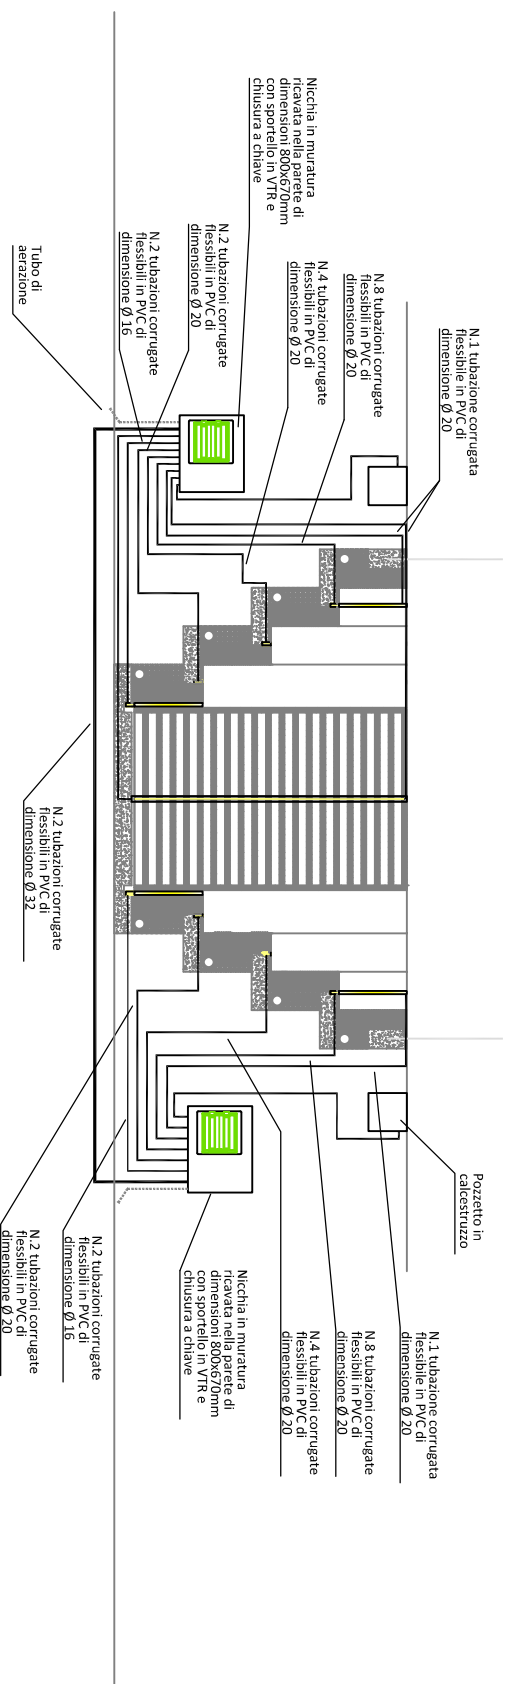 N.1 tubazione corrugata
flessibile in PVC di
dimensione Ø 20
N.8 tubazioni corrugate
flessibili in PVC di
dimensione Ø 20
N.4 tubazioni corrugate
flessibili in PVC di
dimensione Ø 20
Nicchia in muratura
ricavata nella parete di
dimensioni 800x670mm
con sportello in VTR e
chiusura a chiave
N.2 tubazioni corrugate
flessibili in PVC di
dimensione Ø 20
N.2 tubazioni corrugate
flessibili in PVC di
dimensione Ø 16
Tubo di
aerazione
N.2 tubazioni corrugate
flessibili in PVC di
dimensione Ø 32
Pozzetto in
calcestruzzo
N.1 tubazione corrugata
flessibile in PVC di
dimensione Ø 20
N.8 tubazioni corrugate
flessibili in PVC di
dimensione Ø 20
N.4 tubazioni corrugate
flessibili in PVC di
dimensione Ø 20
Nicchia in muratura
ricavata nella parete di
dimensioni 800x670mm
con sportello in VTR e
chiusura a chiave
N.2 tubazioni corrugate
flessibili in PVC di
dimensione Ø 16
N.2 tubazioni corrugate
flessibili in PVC di
dimensione Ø 20